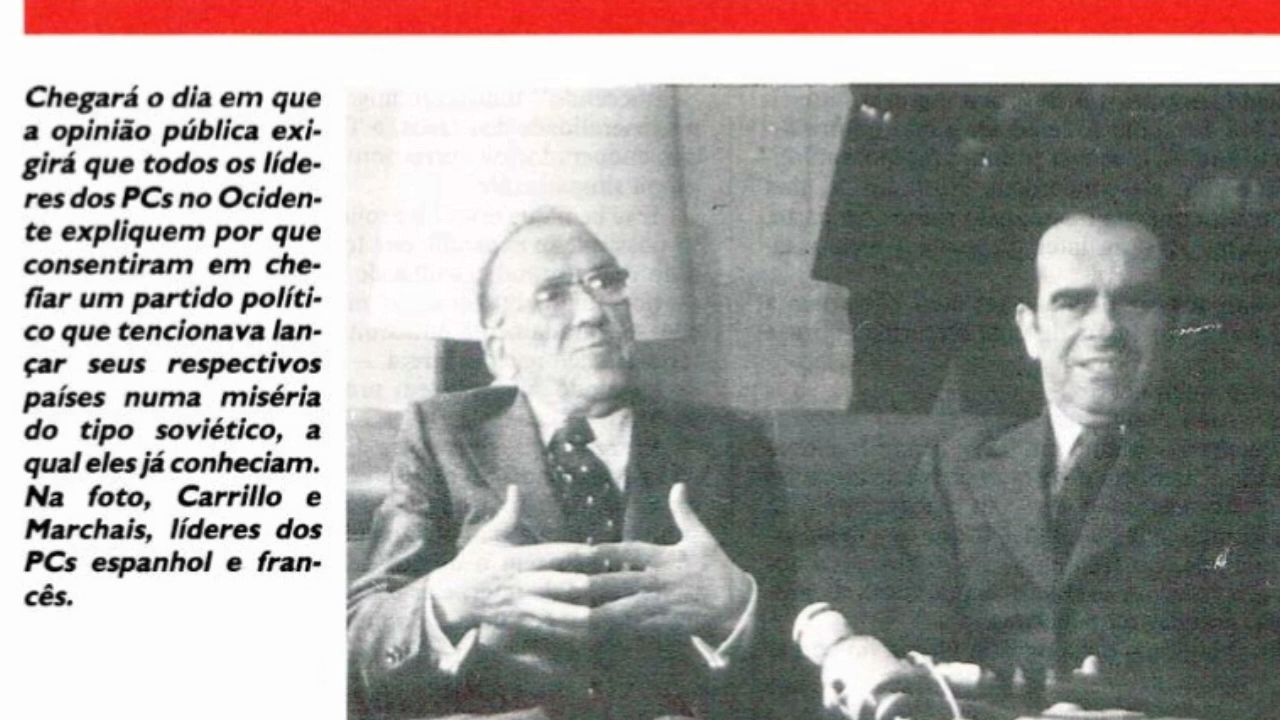 Chegará o dia em que
a opinião pública exi-
girá que todos os líde-
res dos PCs no Ociden-
te expliquem por que
consentiram em che-
fiar um partido políti-
co que tencionava lan-
çar seus respectivos
países numa miséria
do tipo soviético, a
qual eles já conheciam.
Na foto, Carrillo e
Marchais, líderes dos
PCs espanhol e fran-
cês.